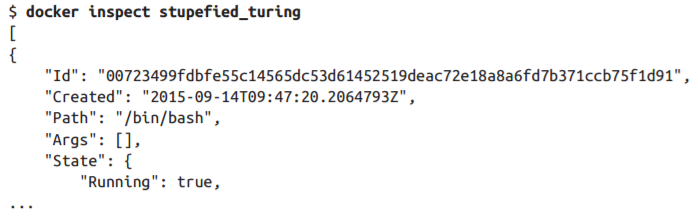 $ docker inspect stupefied_turing
[
{
    "Id": "00723499fdbfe55c14565dc53d61452519deac72e18a8a6fd7b371ccb75f1d91",
    "Created": "2015-09-14T09:47:20.2064793Z",
    "Path": "/bin/bash",
    "Args": [],
    "State": {
        "Running": true,
...